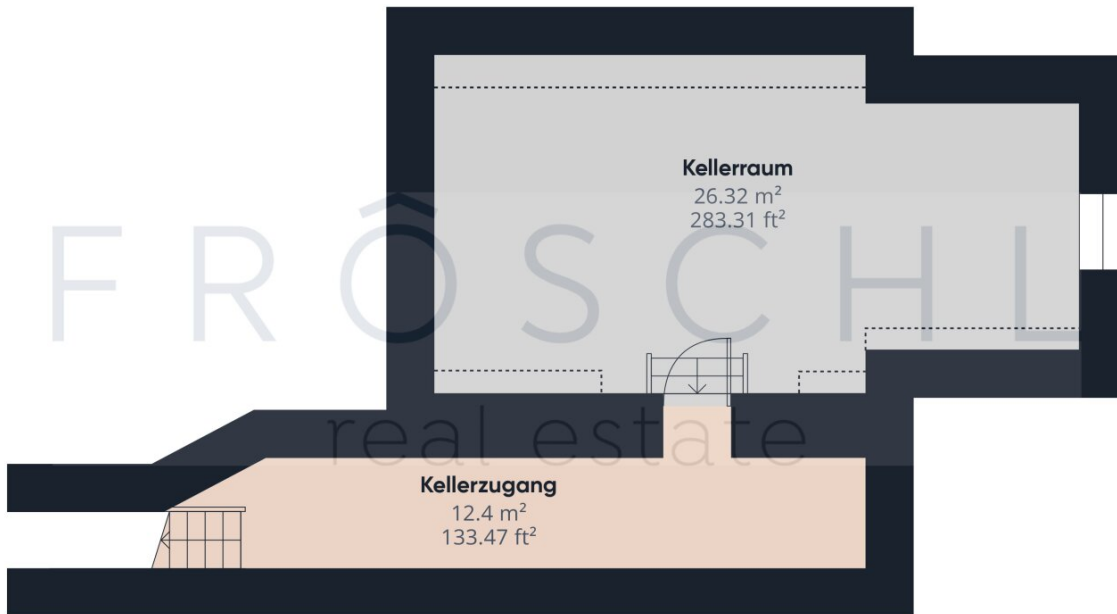 Kellerraum
26.32 m²
283.31 ft²
FRÔSCHL
real estate
Kellerzugang
12.4 m²
133.47 ft²